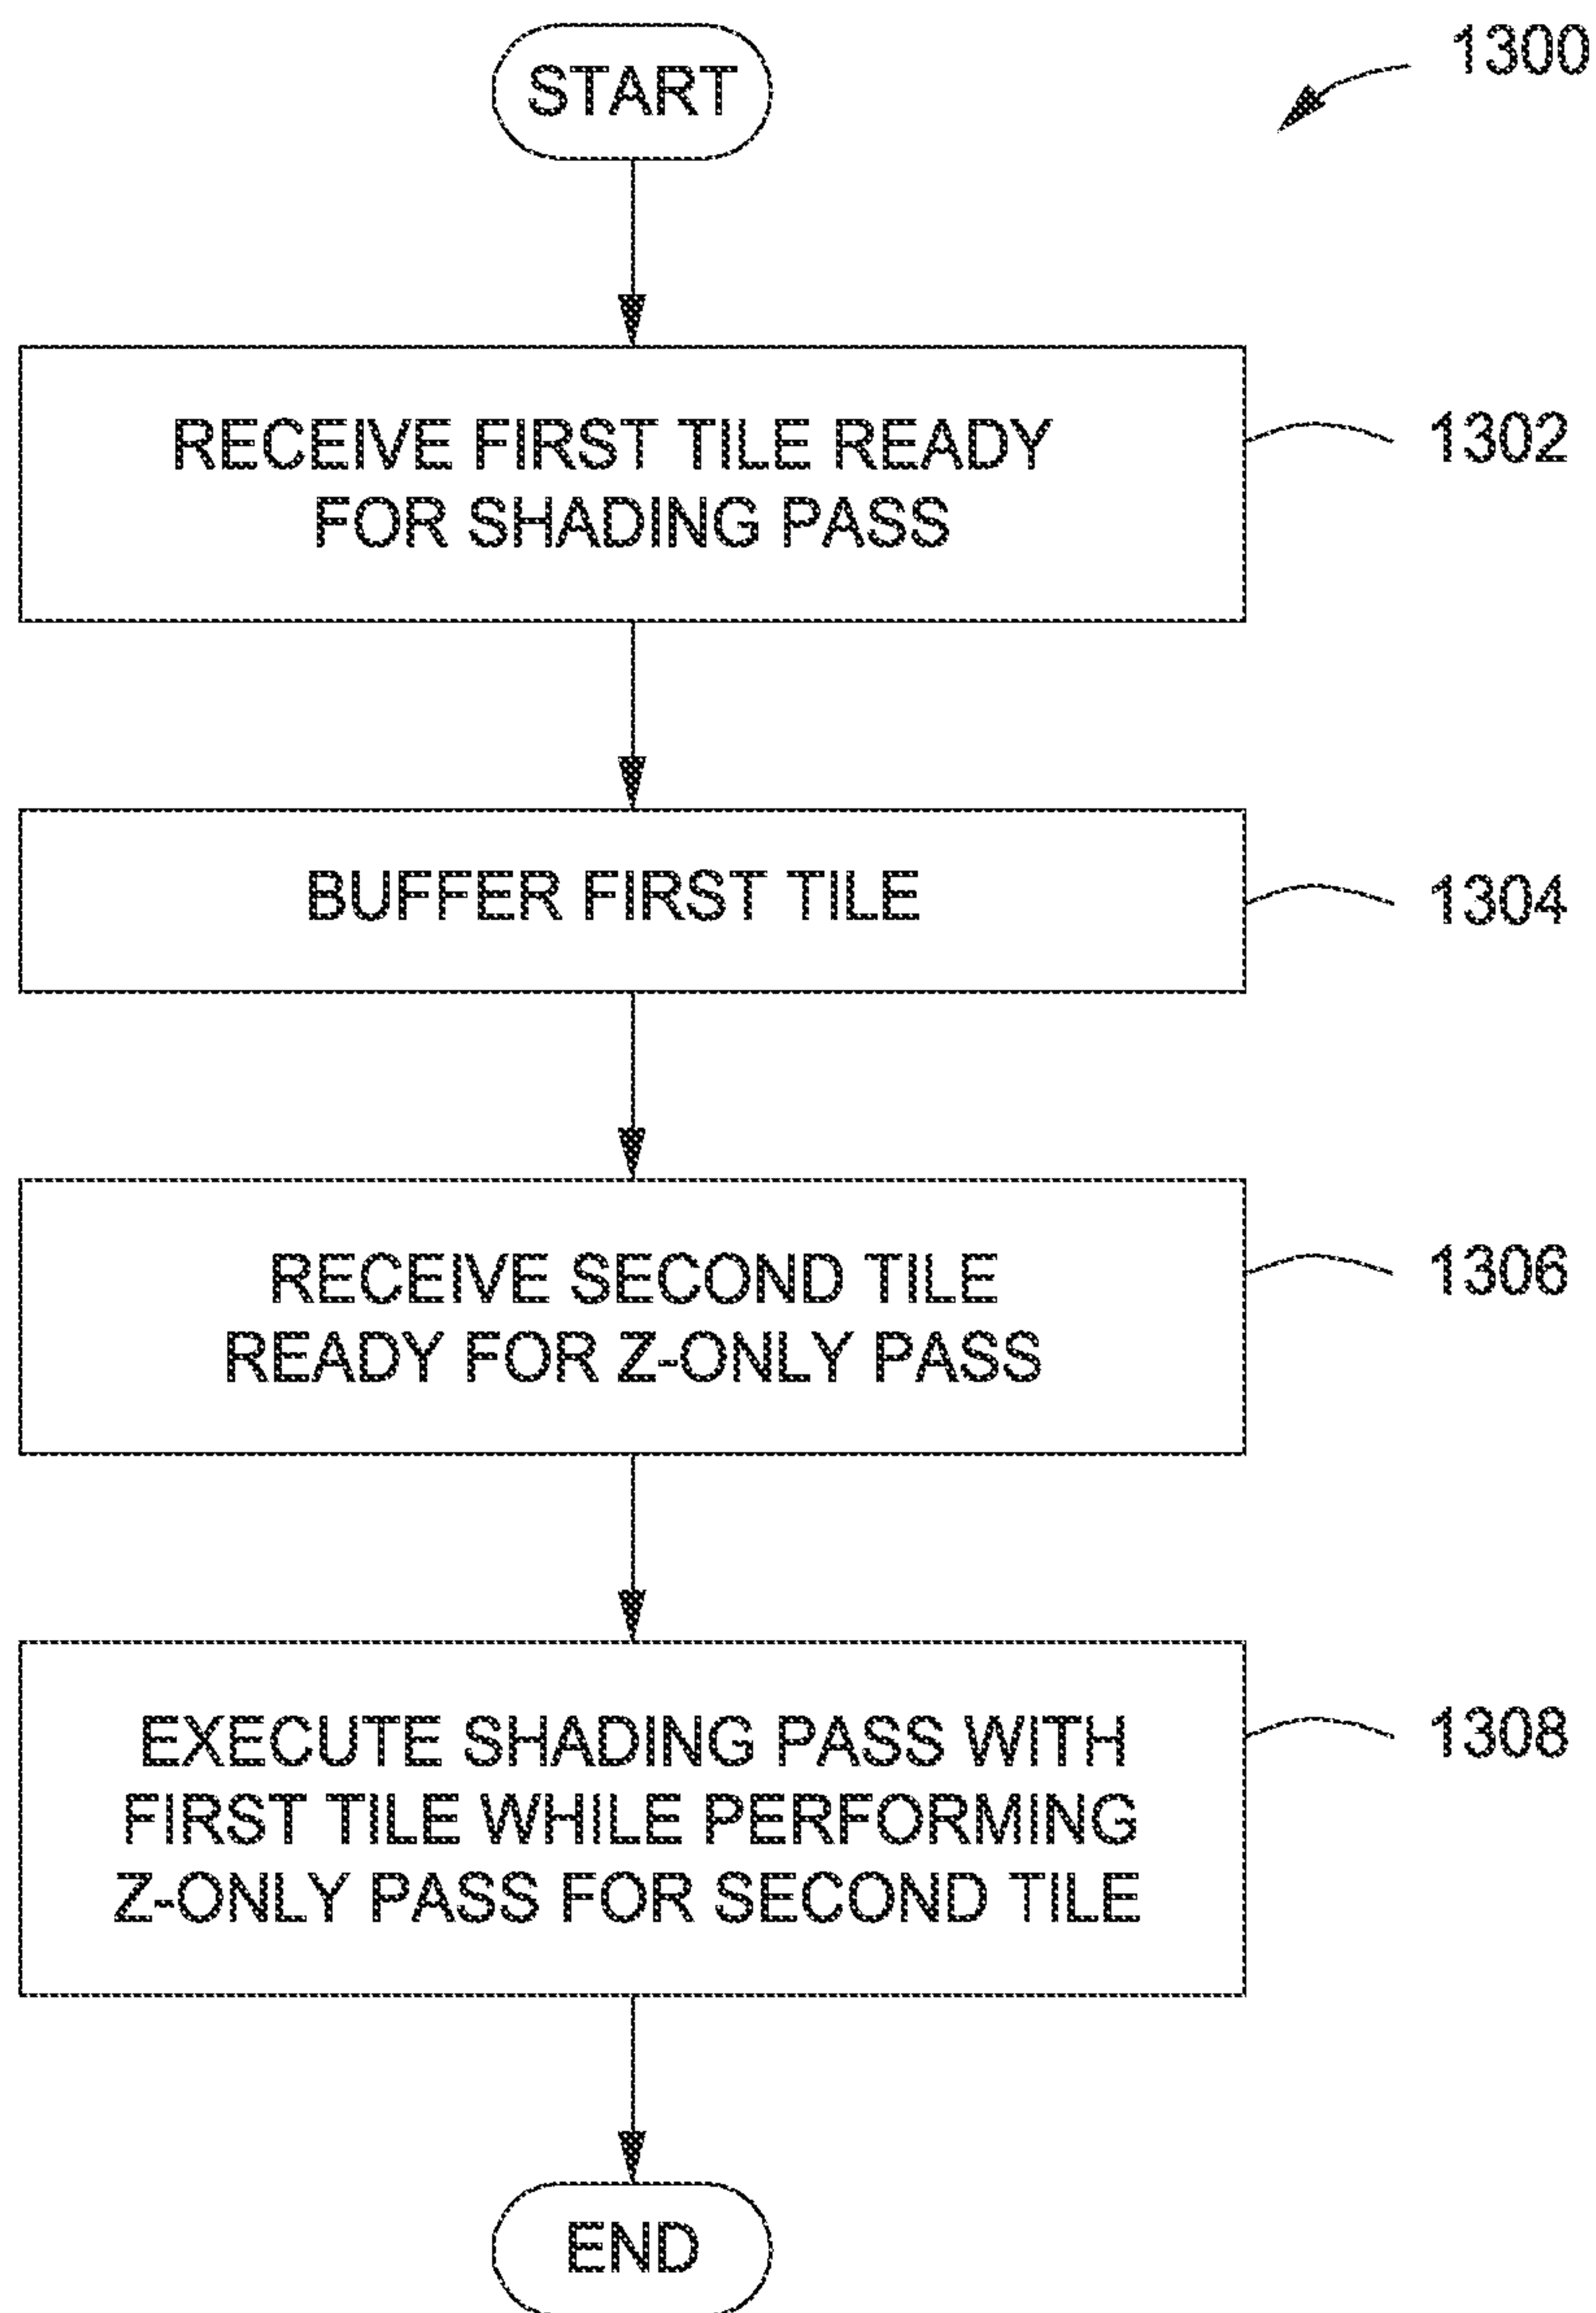 START
1300
RECEIVE FIRST TILE READY
FOR SHADING PASS
1302
BUFFER FIRST TILE
1304
RECEIVE SECOND TILE
READY FOR Z-ONLY PASS
1306
EXECUTE SHADING PASS WITH
FIRST TILE WHILE PERFORMING
Z-ONLY PASS FOR SECOND TILE
1308
END